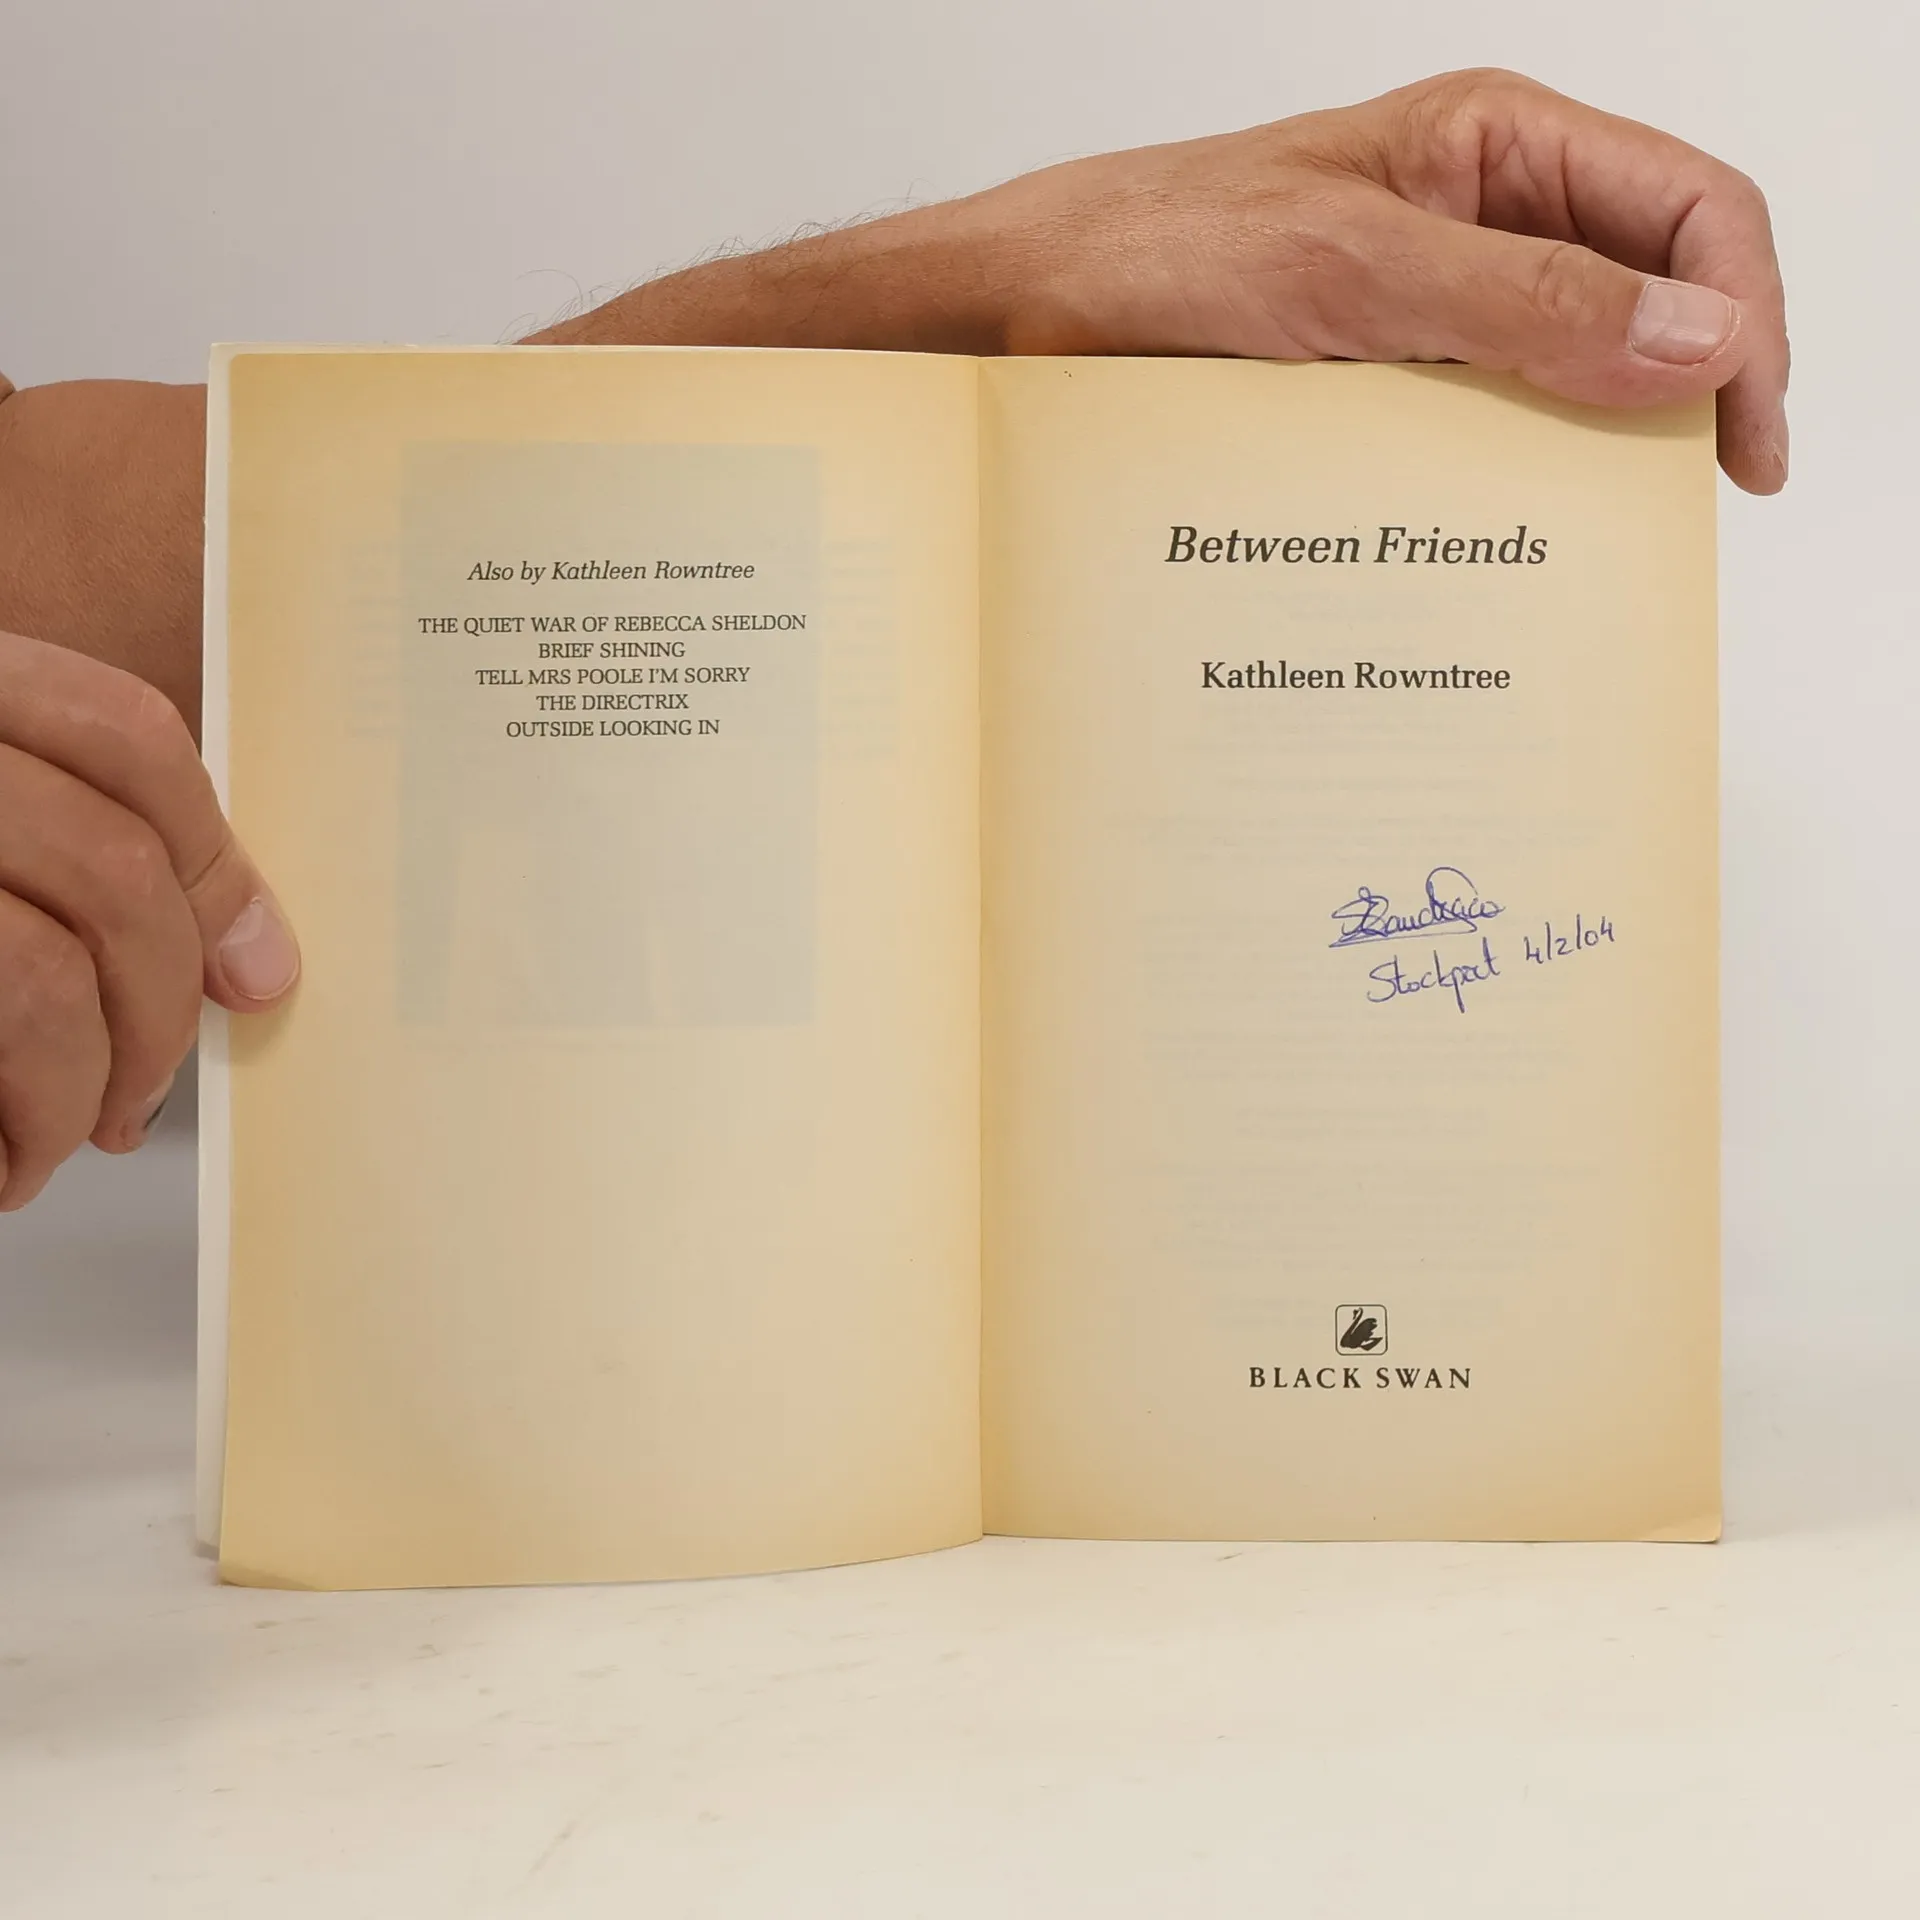 Also by Kathleen Rowntree
THE QUIET WAR OF REBECCA SHELDON
BRIEF SHINING
TELL MRS POOLE I'M SORRY
THE DIRECTRIX
OUTSIDE LOOKING IN
Between Friends
Kathleen Rowntree
Stockport 4/2/04
BLACK SWAN